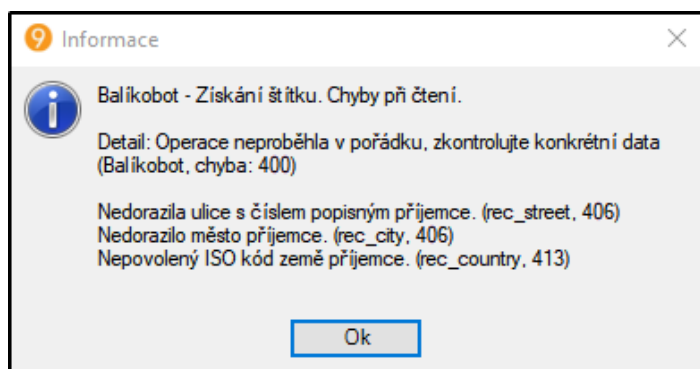 9 Informace
Balíkobot - Získání štítku. Chyby při čtení.
Detail: Operace neproběhla v pořádku, zkontrolujte konkrétní data
(Balíkobot, chyba: 400)
Nedorazila ulice s číslem popisným příjemce. (rec_street, 406)
Nedorazilo město příjemce. (rec_city, 406)
Nepovolený ISO kód země příjemce. (rec_country, 413)
Ok